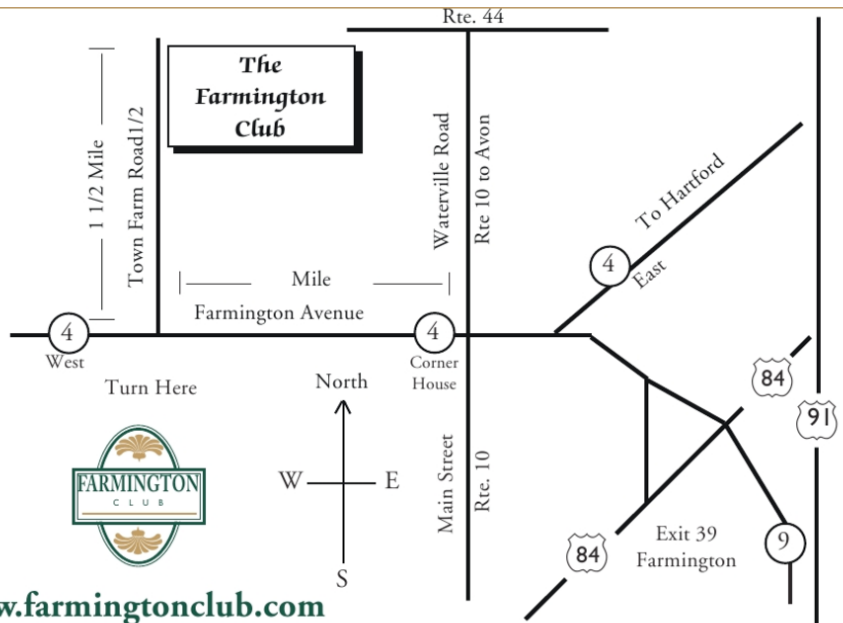 Rte. 44
The
Farmington
Club
1 1/2 Mile
Town Farm Road1/2
Waterville Road
Rte 10 to Avon
To Hartford
4
East
Mile
Farmington Avenue
4
West
4
Corner
House
Turn Here
North
W
E
S
Main Street
Rte. 10
84
91
84
Exit 39
Farmington
9
FARMINGTON
CLUB
w.farmingtonclub.com